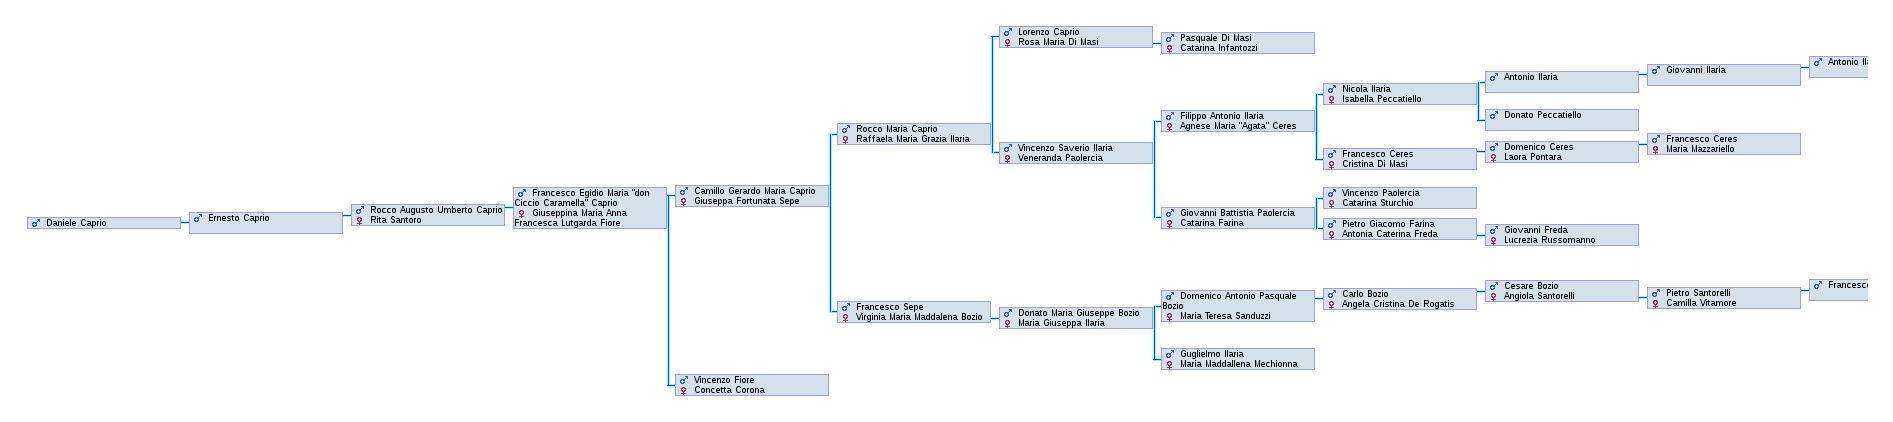 Daniele Caprio
Ernesto Caprio
Rocco Augusto Umberto Caprio
Rita Santoro
Francesco Egidio Maria "don
Ciccio Caramella" Caprio
Giuseppina Maria Anna
Francesca Lutgarda Fiore
Camillo Gerardo Maria Caprio
Giuseppa Fortunata Sepe
Vincenzo Fiore
Concetta Corona
Rocco Maria Caprio
Raffaela Maria Grazia Ilaria
Francesco Sepe
Virginia Maria Maddalena Bozio
Lorenzo Caprio
Rosa Maria Di Masi
Vincenzo Saverio Ilaria
Veneranda Paolercia
Donato Maria Giuseppe Bozio
Maria Giuseppa Ilaria
Pasquale Di Masi
Catarina Infantozzi
Filippo Antonio Ilaria
Agnese Maria "Agata" Ceres
Giovanni Battistia Paolercia
Catarina Farina
Domenico Antonio Pasquale
Bozio
Maria Teresa Sanduzzi
Guglielmo Ilaria
Maria Maddallena Mechionna
Nicola Ilaria
Isabella Peccatiello
Francesco Ceres
Cristina Di Masi
Vincenzo Paolercia
Catarina Sturchio
Pietro Giacomo Farina
Antonia Caterina Freda
Carlo Bozio
Angela Cristina De Rogatis
Antonio Ilaria
Donato Peccatiello
Domenico Ceres
Laora Pontara
Giovanni Freda
Lucrezia Russomanno
Cesare Bozio
Angiola Santorelli
Giovanni Ilaria
Francesco Ceres
Maria Mazzariello
Pietro Santorelli
Camilla Vitamore
Antonio
Francesco